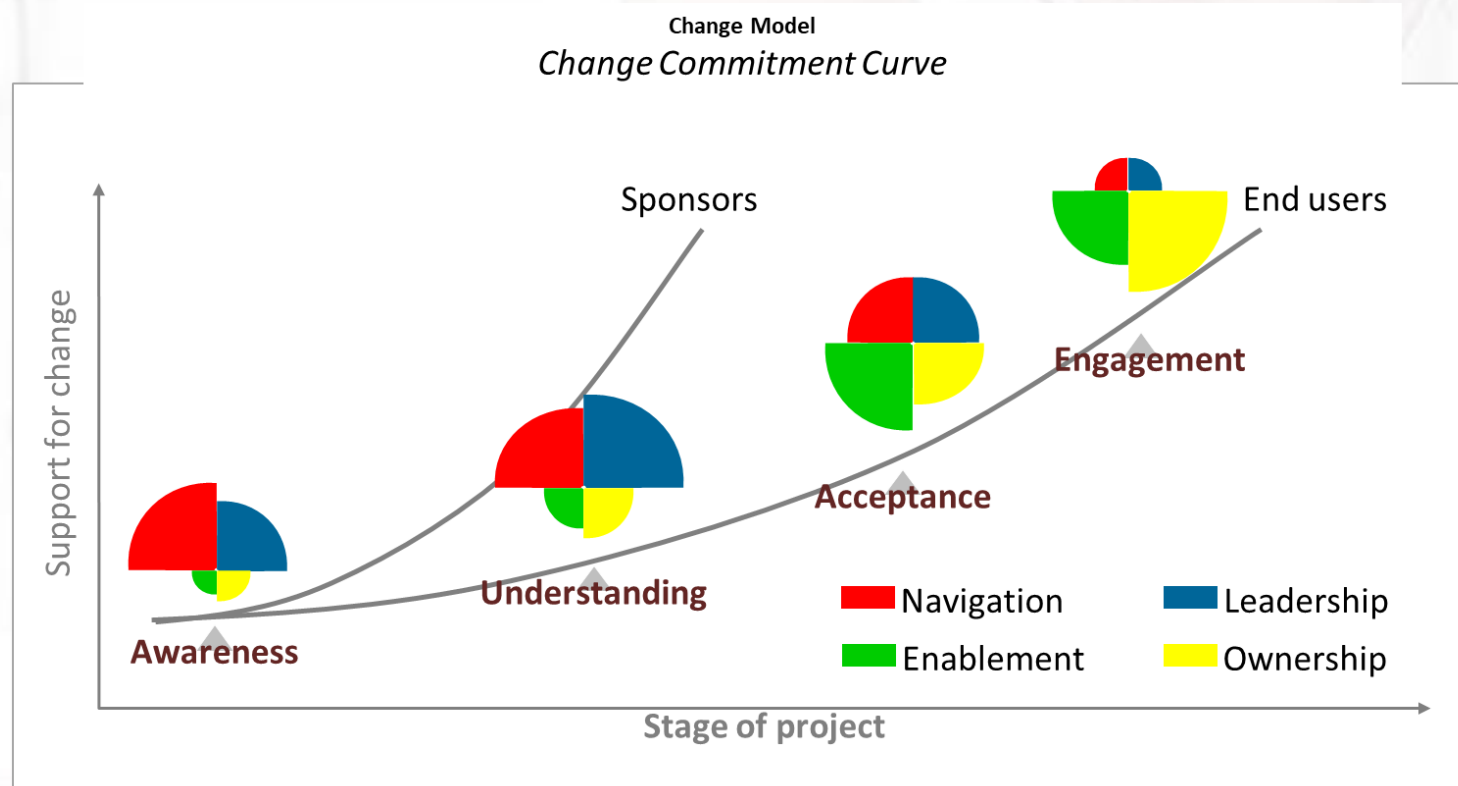 Change Model
Change Commitment Curve
Sponsors
End users
Support for change
Engagement
Acceptance
Understanding
Awareness
Navigation
Leadership
Enablement
Ownership
Stage of project